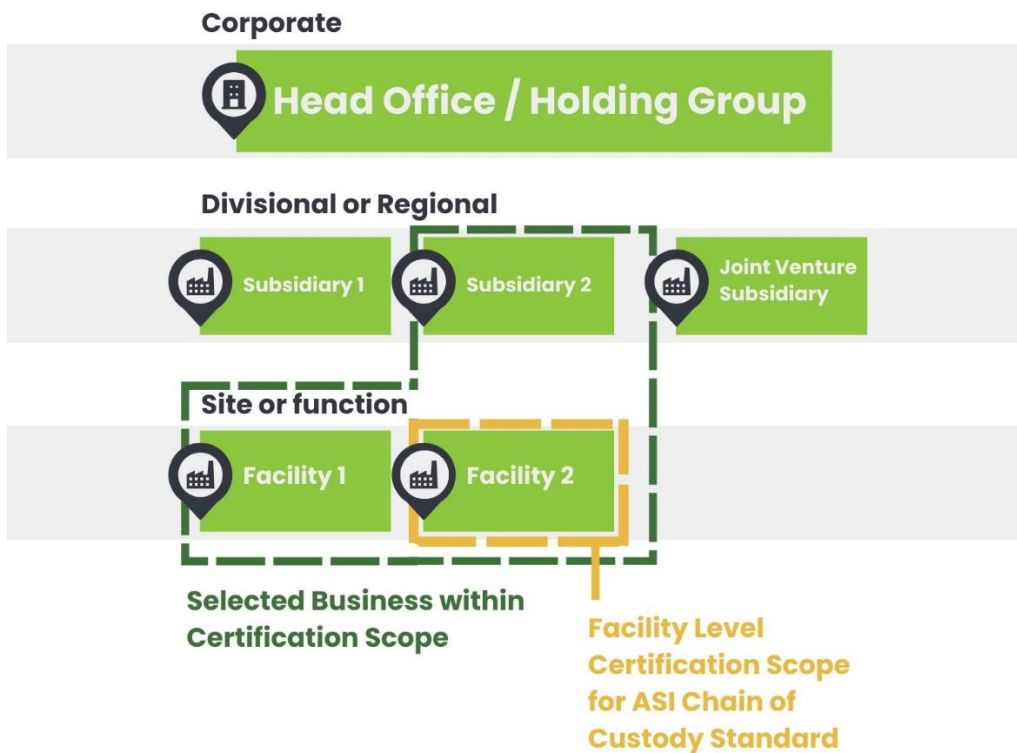 Corporate
Head Office / Holding Group
Divisional or Regional
Subsidiary 1
Subsidiary 2
Joint Venture
Subsidiary
Site or function
Facility 1
Facility 2
Selected Business within
Certification Scope
Facility Level
Certification Scope
for ASI Chain of
Custody Standard